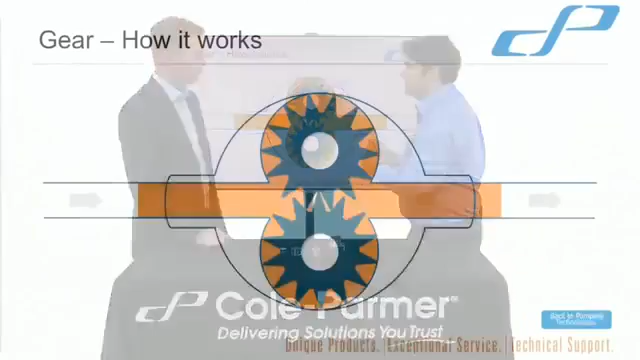 Gear – How it works
Cole-Parmer®
Delivering Solutions You Trust
Unique Products. | Exceptional Service. | Technical Support.